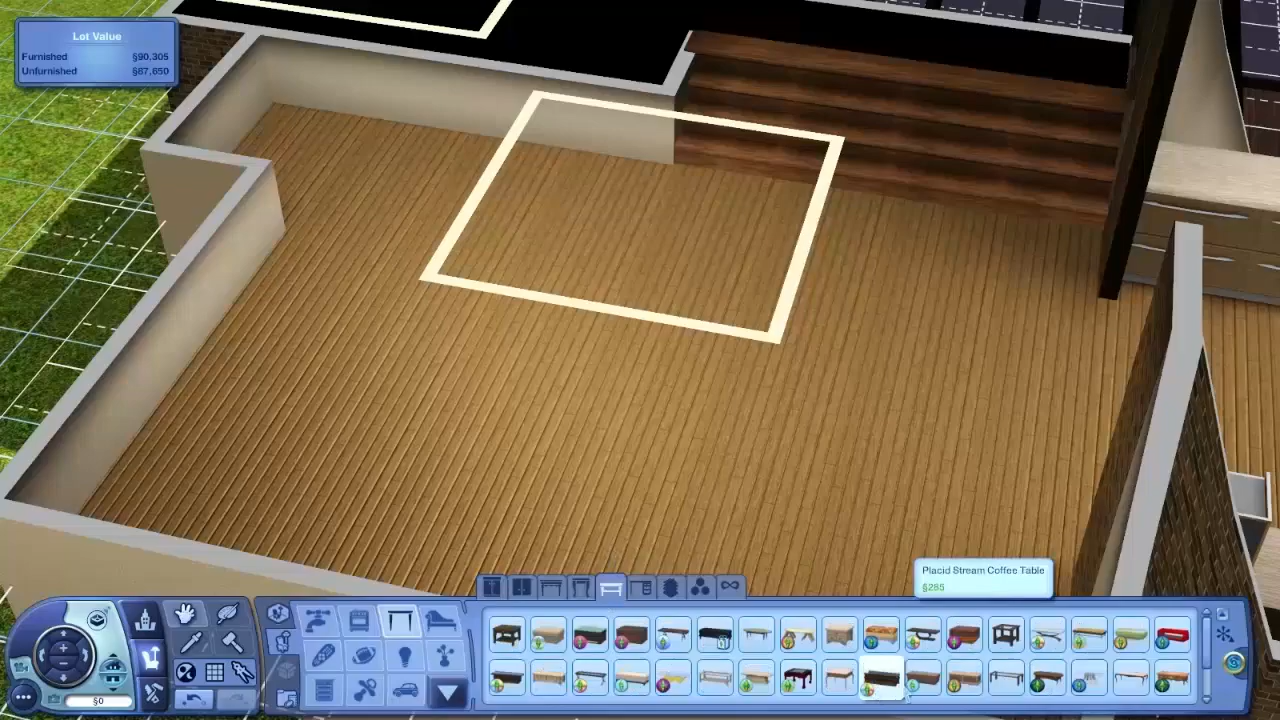 Lot Value
Furnished §90,305
Unfurnished §87,650
Placid Stream Coffee Table
§285
§0